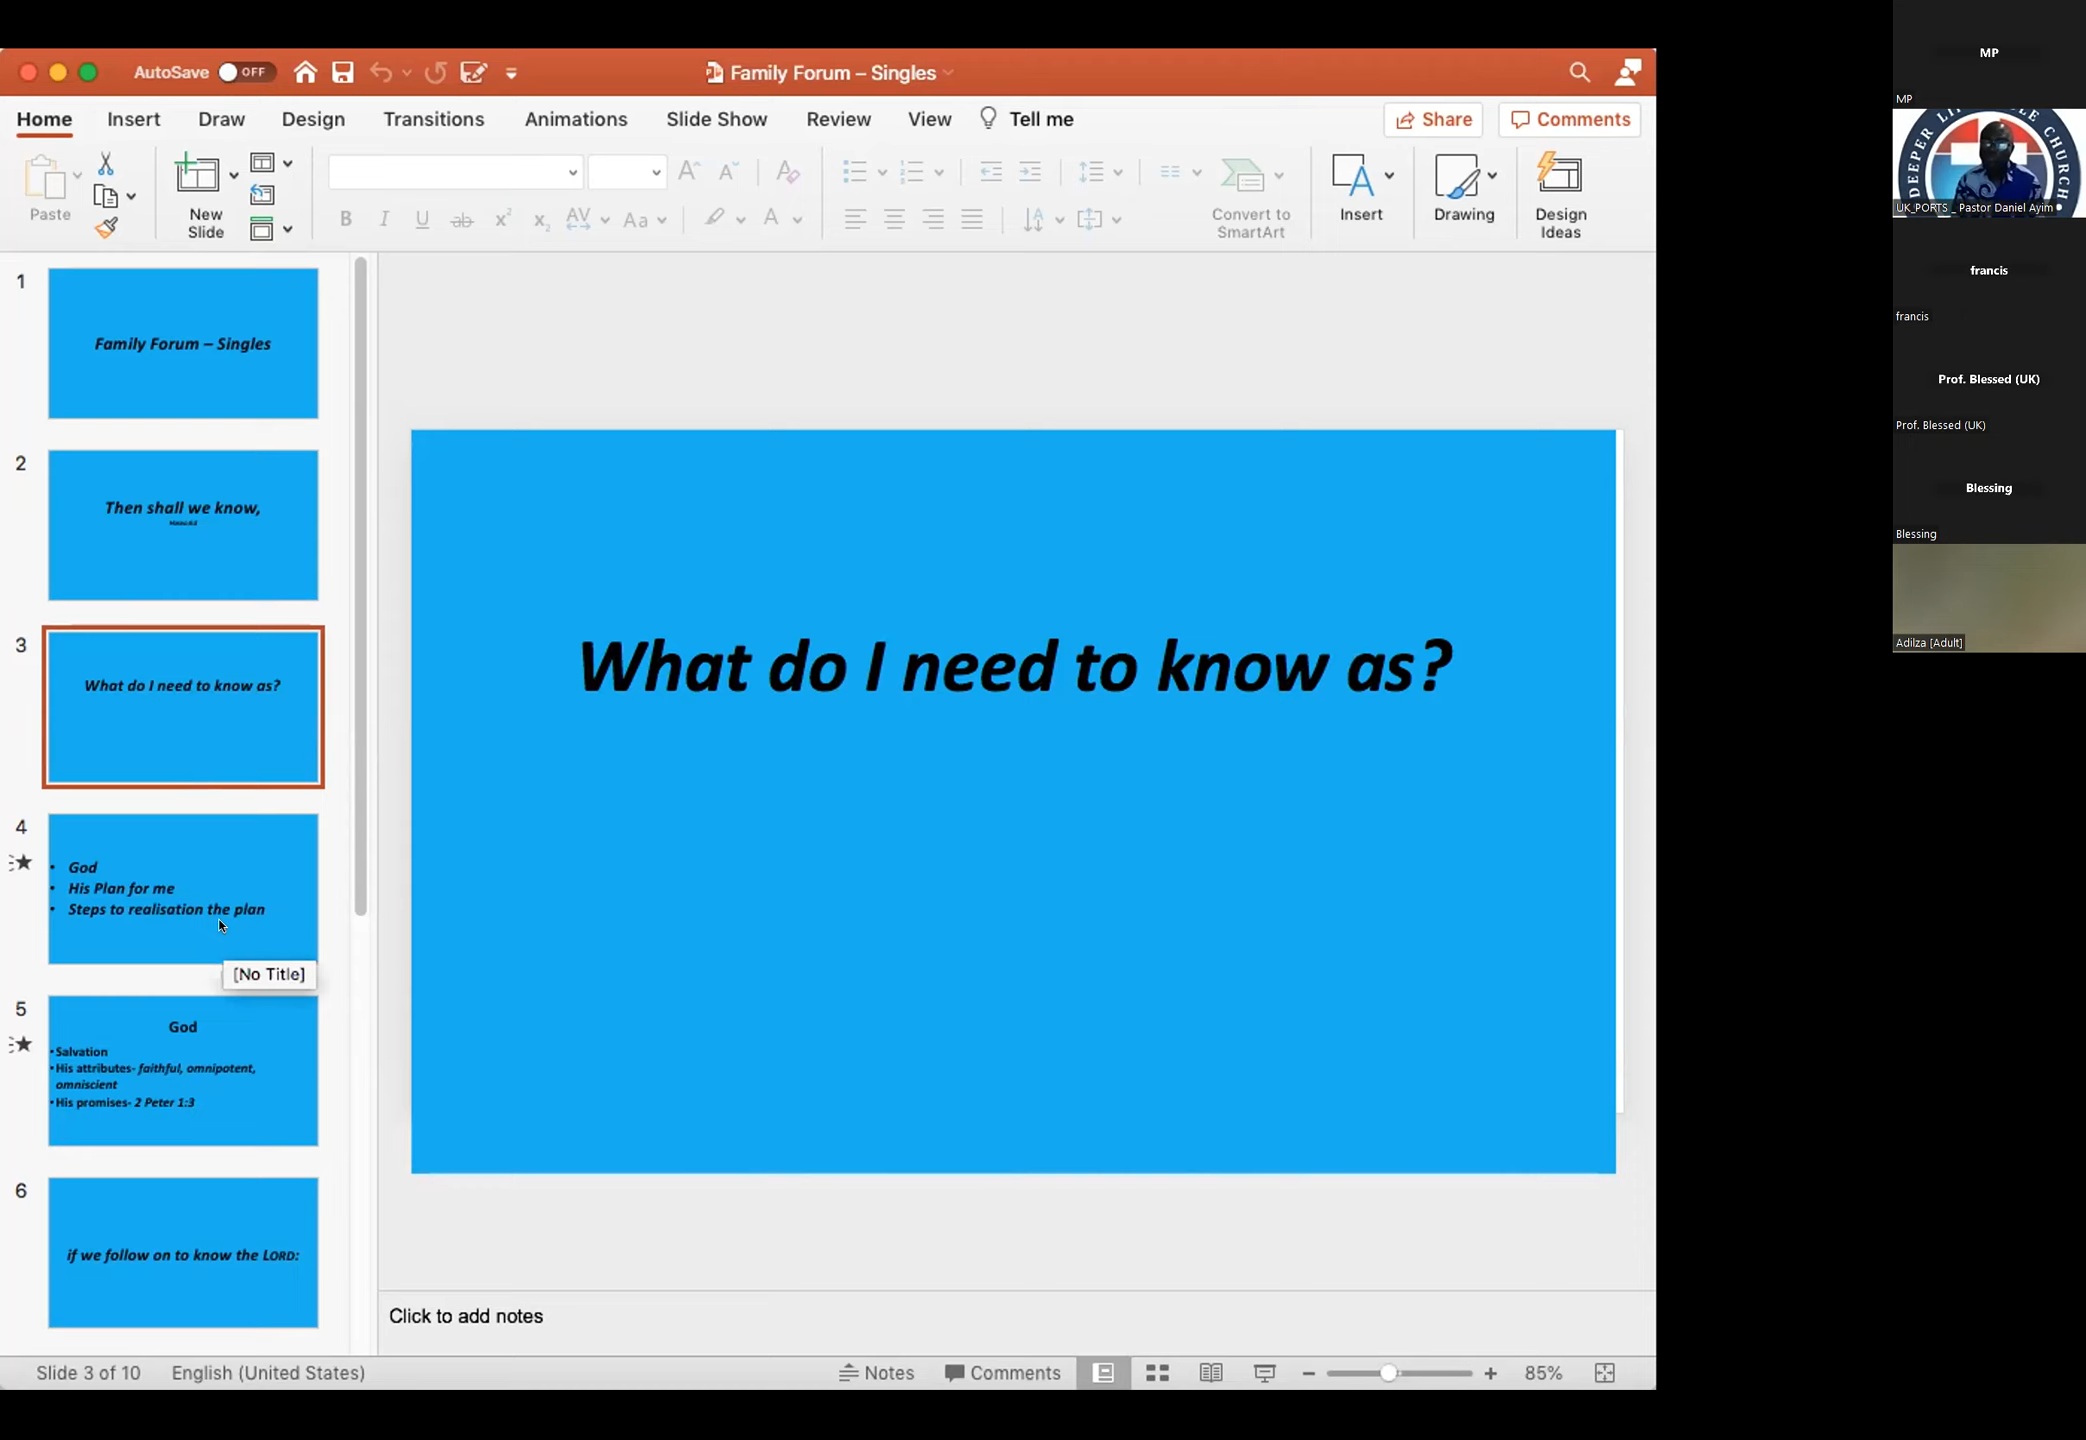 AutoSave OFF
Family Forum – Singles
Home Insert Draw Design Transitions Animations Slide Show Review View Tell me
Share Comments
Paste
New
Slide
Convert to
SmartArt
Insert
Drawing
Design
Ideas
1
Family Forum – Singles
2
Then shall we know,
3
What do I need to know as?
4
• God
• His Plan for me
• Steps to realisation the plan
[No Title]
5
God
• Salvation
• His attributes- faithful, omnipotent,
omniscient
• His promises- 2 Peter 1:3
6
if we follow on to know the LORD:
What do I need to know as?
Click to add notes
Slide 3 of 10 English (United States) Notes Comments 85%
MP
MP
DEEPER LIFE BIBLE CHURCH
UK_PORTS _ Pastor Daniel Ayim
francis
francis
Prof. Blessed (UK)
Prof. Blessed (UK)
Blessing
Blessing
Adilza [Adult]